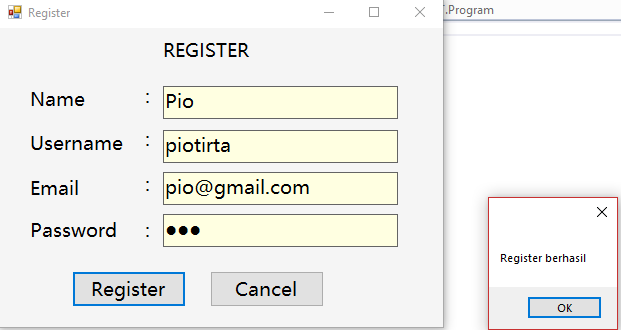 Register
REGISTER
Name : Pio
Username : piotirta
Email : pio@gmail.com
Password : ●●●
Register Cancel
.Program
Register berhasil
OK